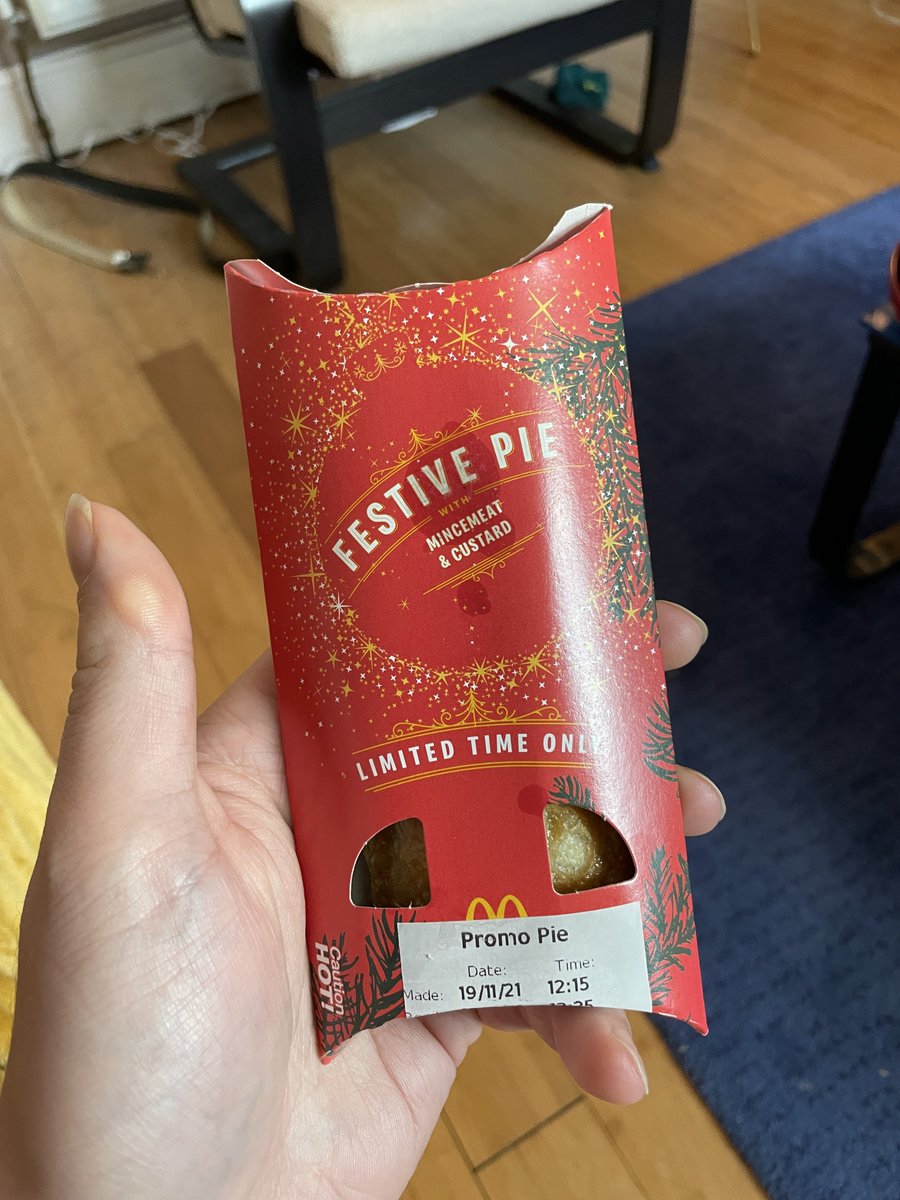 FESTIVE PIE
WITH
MINCEMEAT
& CUSTARD
LIMITED TIME ONLY
Caution
HOT!
Promo Pie
Date: Time:
Made: 19/11/21 12:15